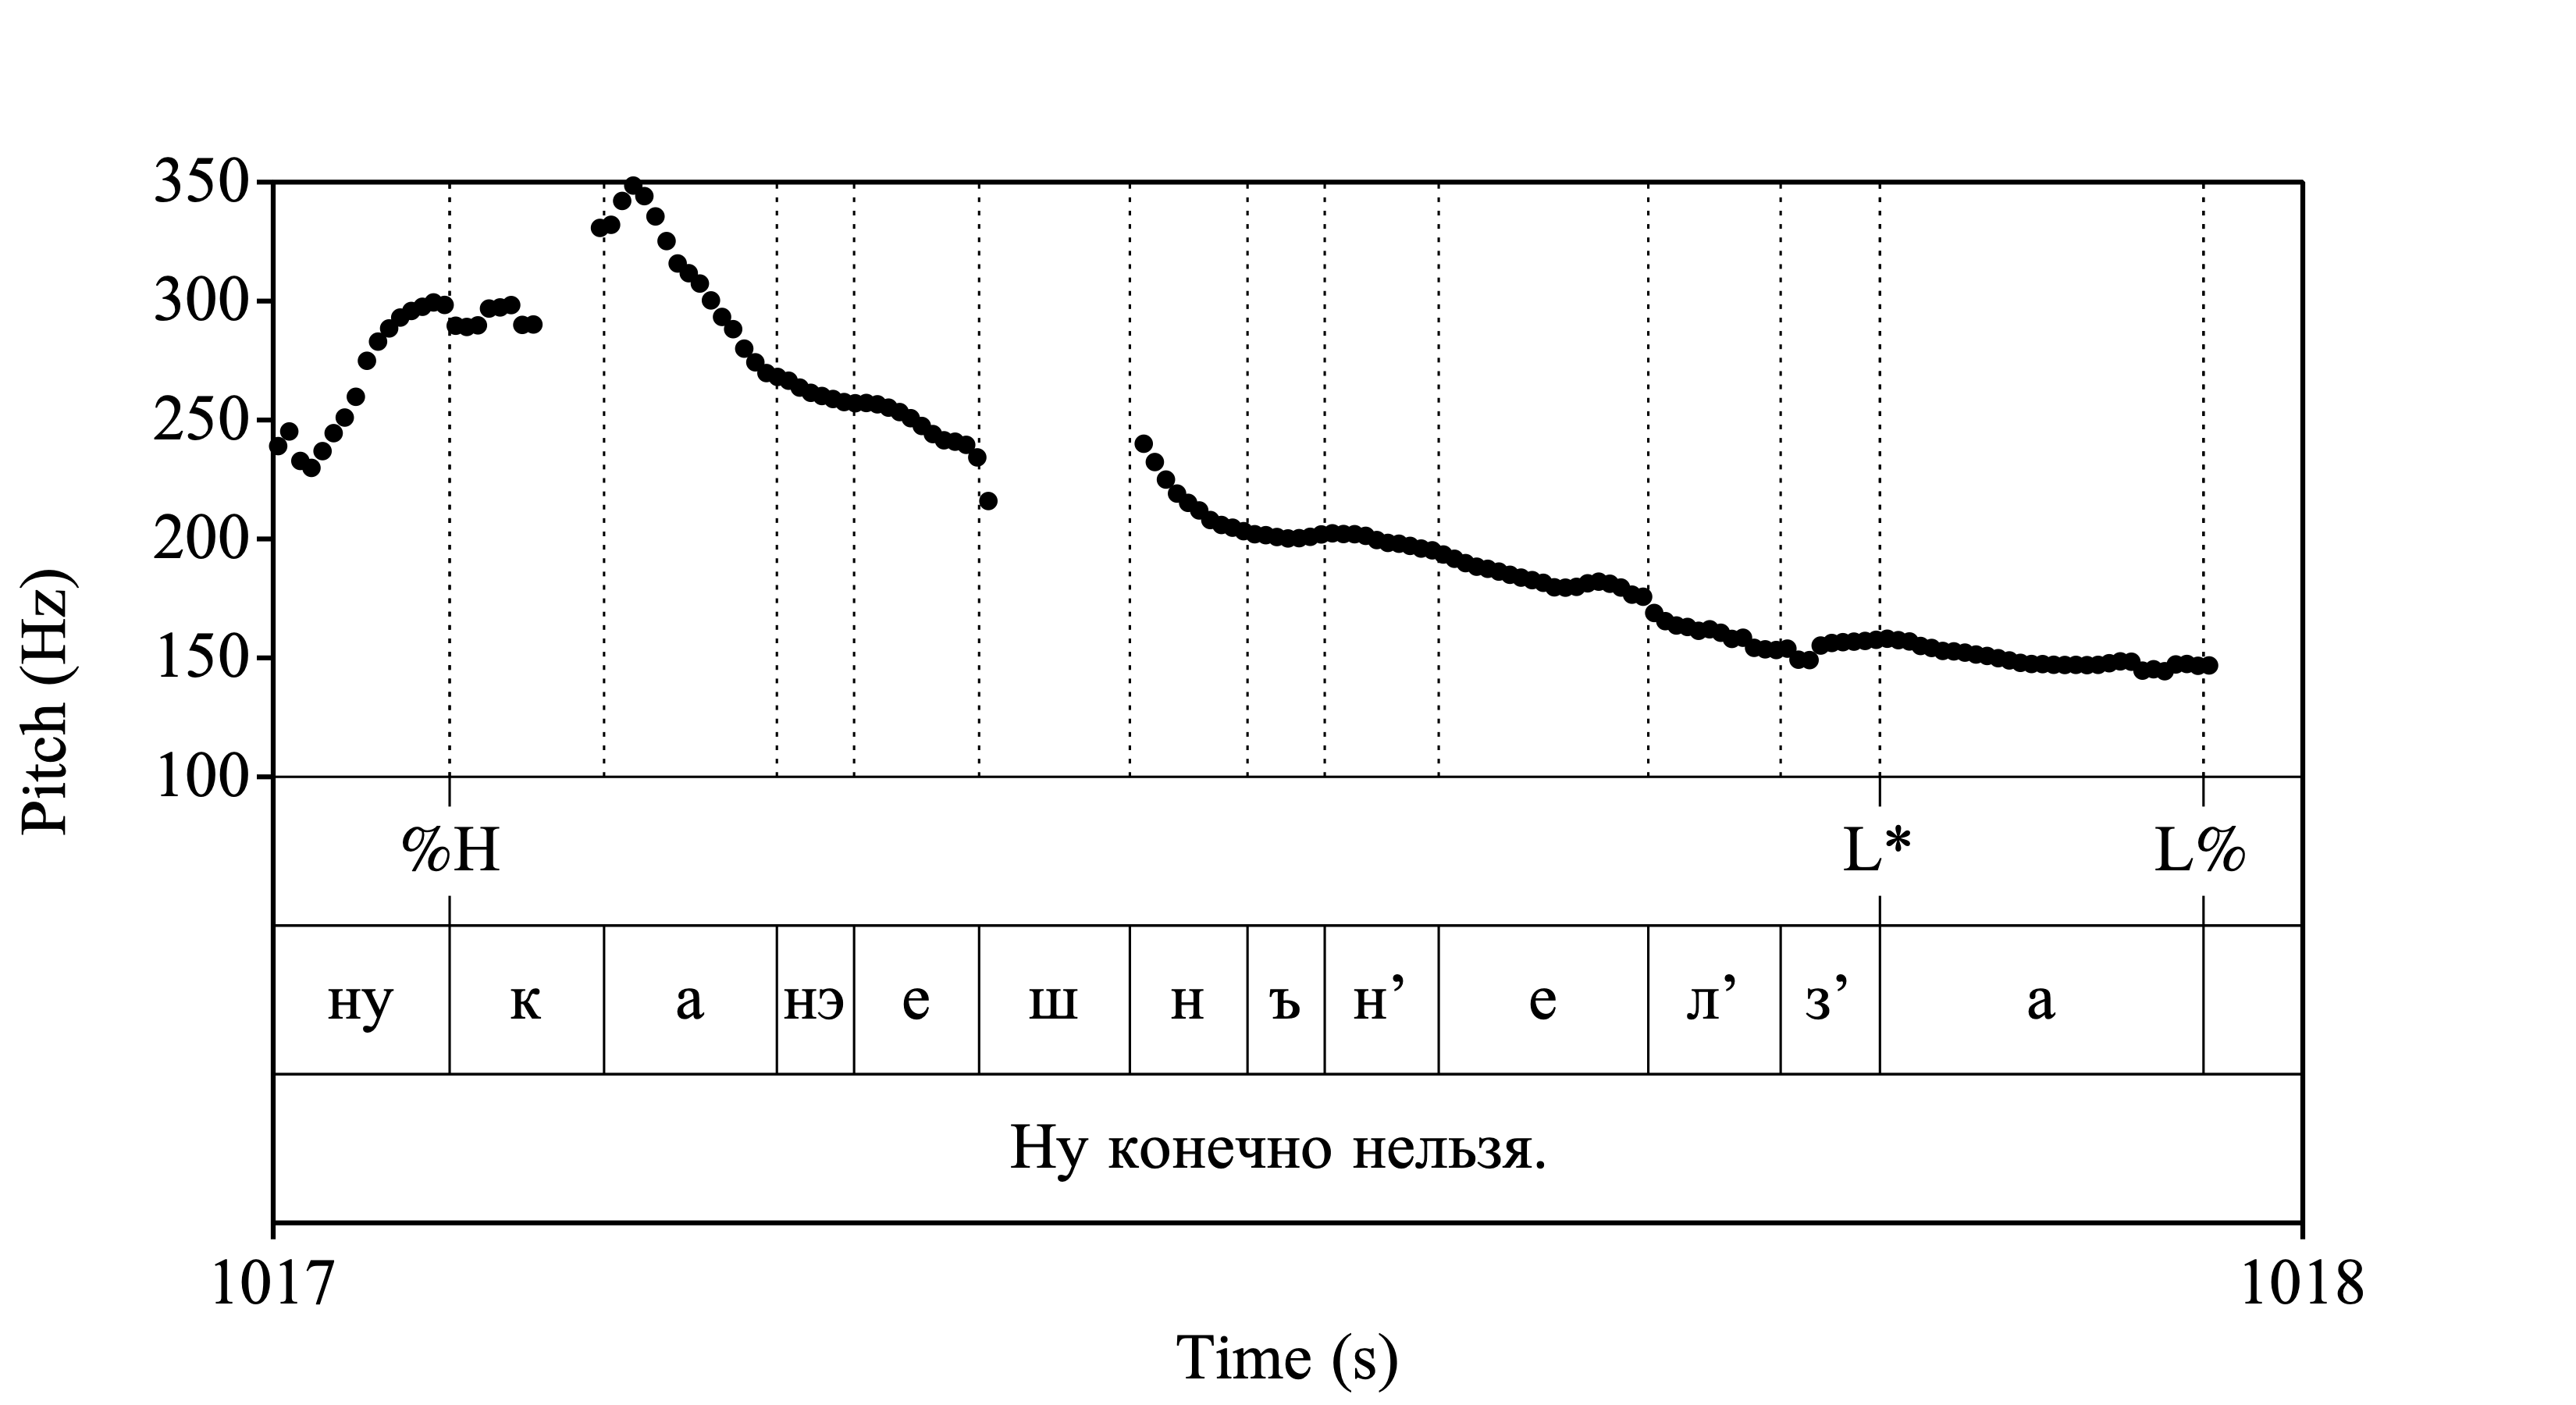 350
300
250
200
150
100
Pitch (Hz)
%H L* L%
ну к а нэ е ш н ъ н’ е л’ з’ а
Ну конечно нельзя.
1017 1018
Time (s)